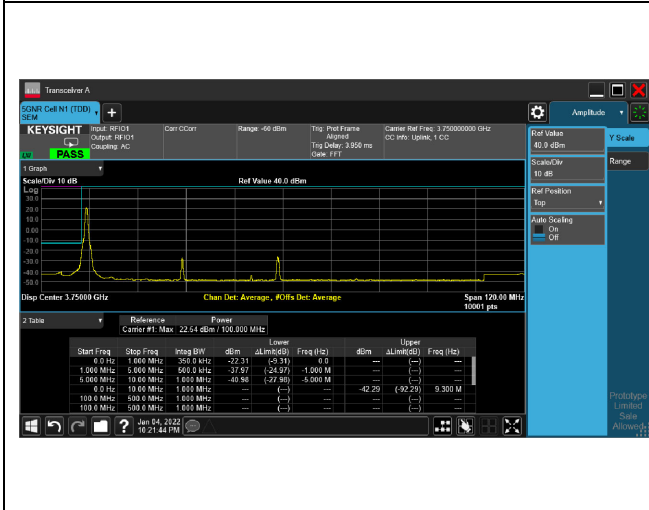 Transceiver A
5GNR Cell N1 (TDD)
SEM
Amplitude
KEYSIGHT
Input: RFIO1
Output: RFIO1
Coupling: AC
Corr CCorr
Range: -66 dBm
Trig: Pret Frame
Aligned
Trig Delay: 3.950 ms
Gate: FFT
Carrier Ref Freq: 3.750000000 GHz
CC Info: Uplink, 1 CC
PASS
1 Graph
Scale/Div 10 dB
Ref Value 40.0 dBm
Log
30.0
20.0
10.0
0.00
-10.0
-20.0
-30.0
-40.0
-50.0
Disp Center 3.75000 GHz
Chan Det: Average , #Offs Det: Average
Span 120.00 MHz
10001 pts
2 Table
Reference Power
Carrier #1: Max 22.54 dBm / 100.000 MHz
Lower Upper
Start Freq Stop Freq Integ BW dBm ΔLimit(dB) Freq (Hz) dBm ΔLimit(dB) Freq (Hz)
0.0 Hz 1.000 MHz 350.0 kHz -22.31 (-9.31) 0.0 --- (---) ---
1.000 MHz 5.000 MHz 500.0 kHz -37.97 (-24.97) -1.000 M --- (---) ---
5.000 MHz 10.00 MHz 1.000 MHz -40.98 (-27.98) -5.000 M --- (---) ---
0.0 Hz 10.00 MHz 1.000 MHz --- (---) --- -42.29 (-92.29) 9.300 M
100.0 MHz 500.0 MHz 1.000 MHz --- (---) --- --- (---) ---
100.0 MHz 500.0 MHz 1.000 MHz --- (---) --- --- (---) ---
Ref Value
40.0 dBm
Scale/Div
10 dB
Ref Position
Top
Auto Scaling
On
Off
Y Scale
Range
Prototype
Limited
Sale
Allowed
?
Jan 04, 2022
10:21:44 PM